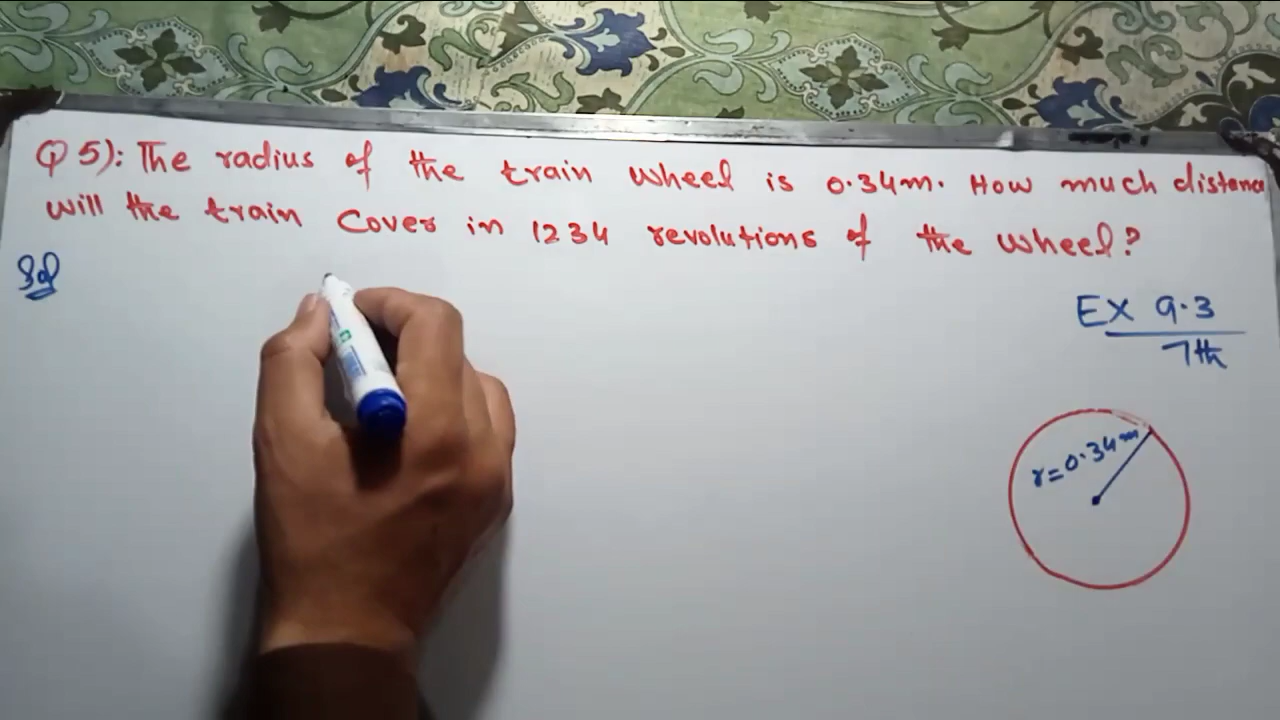 Q5): The radius of the train wheel is 0.34m. How much distance
will the train cover in 1234 revolutions of the wheel?
Sol
Ex 9.3
7th
r=0.34m